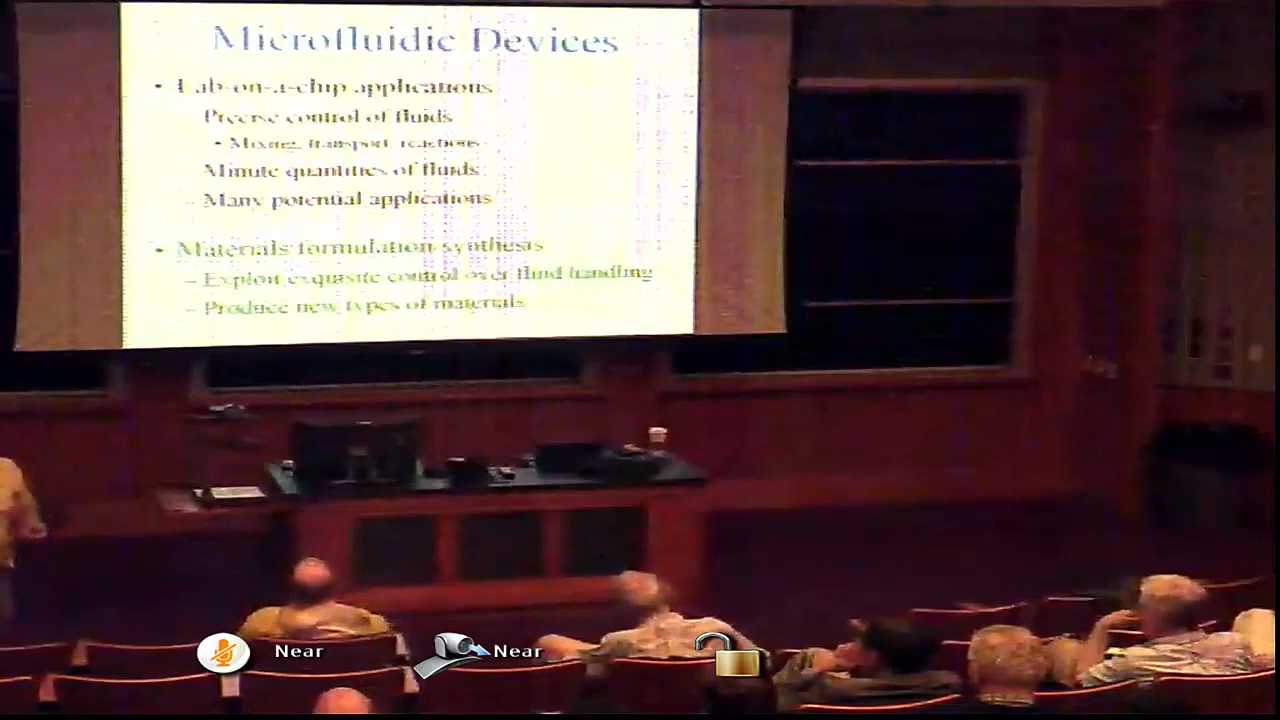 Microfluidic Devices
• Lab-on-a-chip applications
Precise control of fluids
• Mixing, transport, reactions
Minute quantities of fluids
– Many potential applications
• Materials formulation synthesis
– Exploit exquisite control over fluid handling
– Produce new types of materials
Near
Near